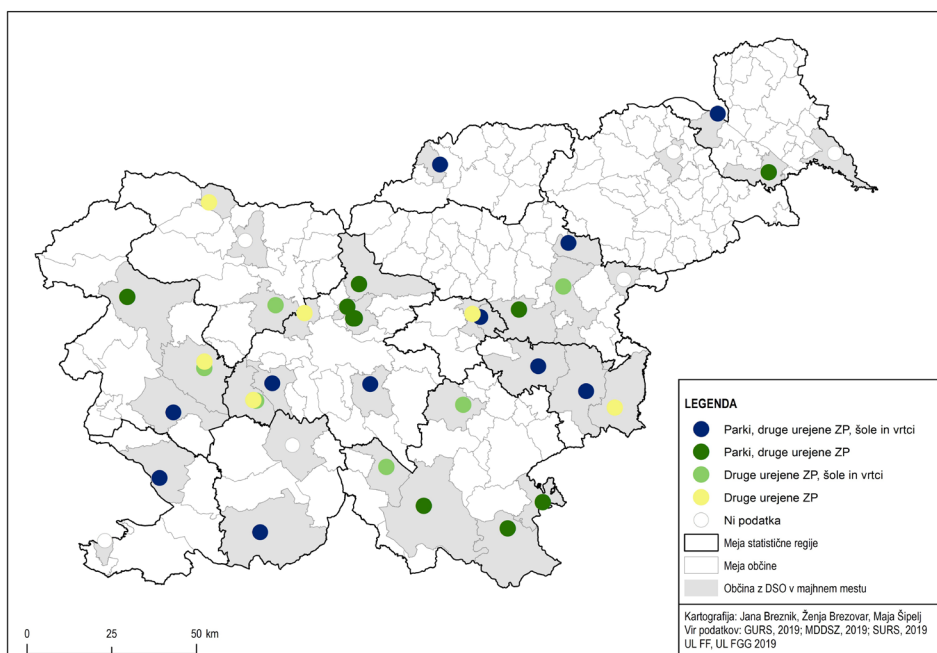 LEGENDA
Parki, druge urejene ZP, šole in vrtci
Parki, druge urejene ZP
Druge urejene ZP, šole in vrtci
Druge urejene ZP
Ni podatka
Meja statistične regije
Meja občine
Občina z DSO v majhnem mestu
Kartografija: Jana Breznik, Ženja Brezovar, Maja Šipelj
Vir podatkov: GURS, 2019; MDDSZ, 2019; SURS, 2019
UL FF, UL FGG 2019
0 25 50 km